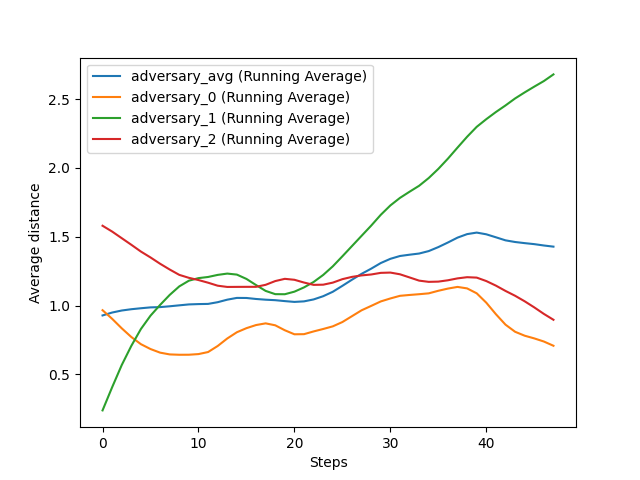 adversary_avg (Running Average)
adversary_0 (Running Average)
adversary_1 (Running Average)
adversary_2 (Running Average)
2.5
2.0
1.5
1.0
0.5
Average distance
0 10 20 30 40
Steps